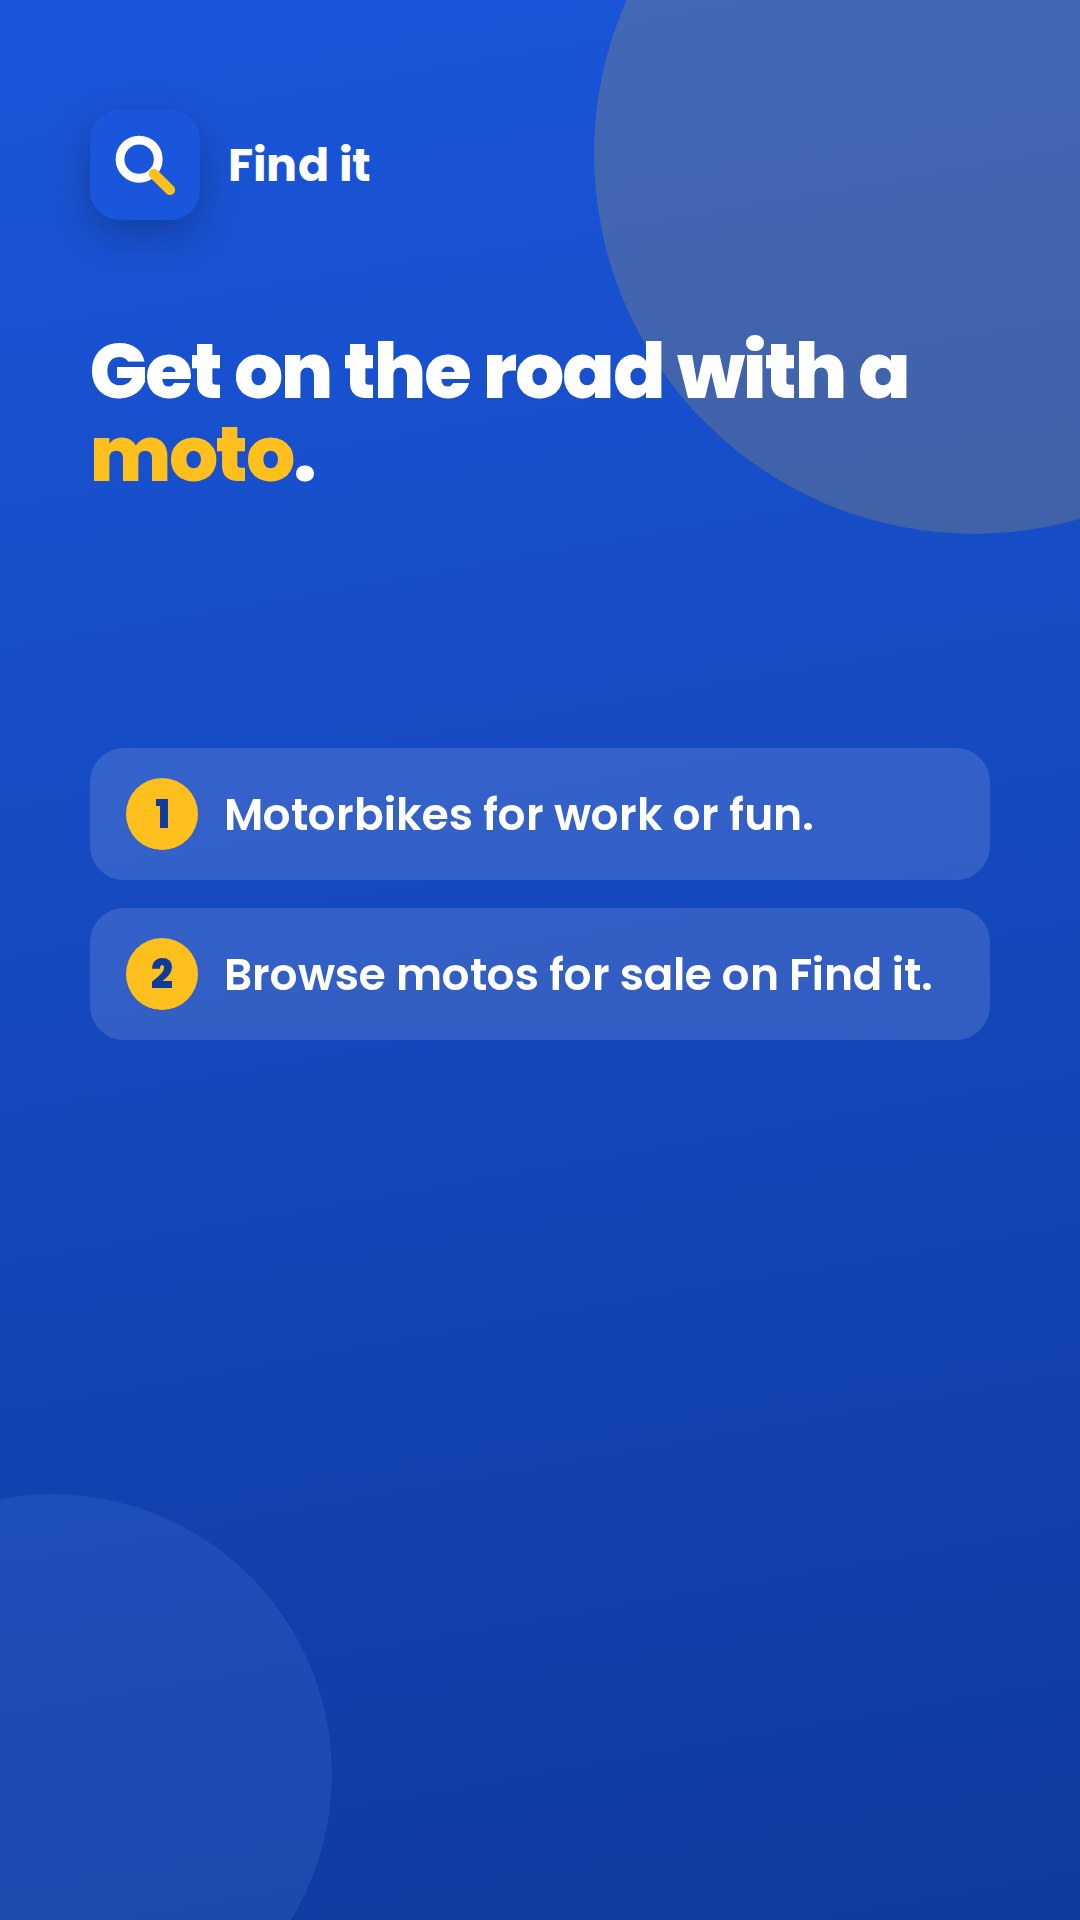 Find it
Get on the road with a
moto.
1 Motorbikes for work or fun.
2 Browse motos for sale on Find it.